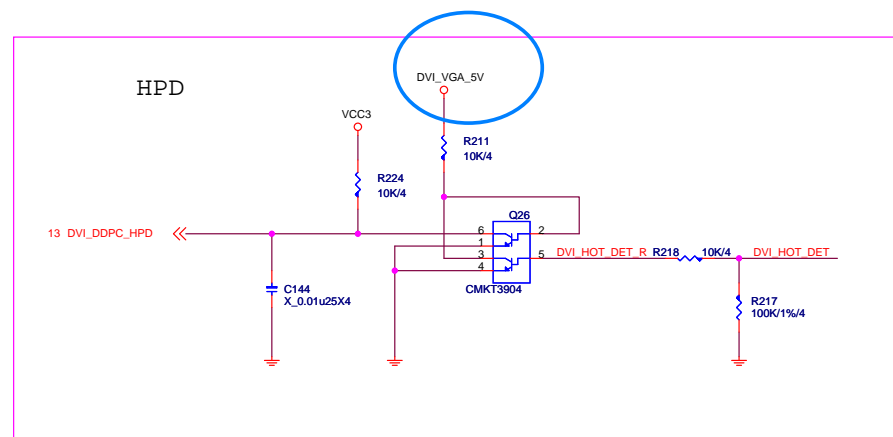 DVI_VGA_5V
HPD
VCC3
R211
10K/4
R224
10K/4
Q26
13 DVI_DDPC_HPD
6
2
1
3
5
4
DVI_HOT_DET_R
R218
10K/4
DVI_HOT_DET
CMKT3904
C144
X_0.01u25X4
R217
100K/1%/4